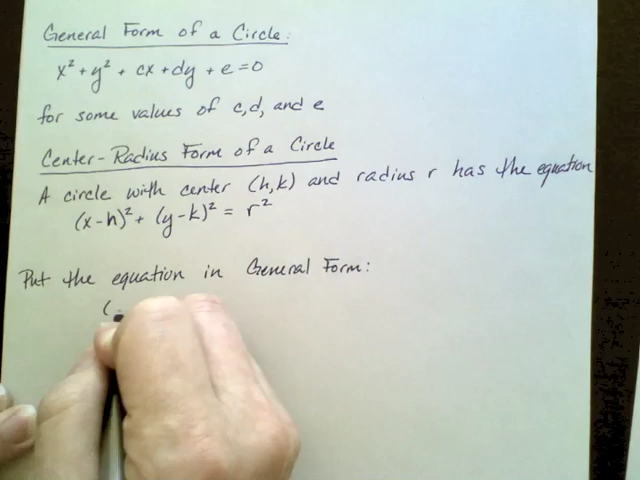 General Form of a Circle:
x² + y² + cx + dy + e = 0
for some values of c, d, and e
Center-Radius Form of a Circle
A circle with center (h,k) and radius r has the equation
(x-h)² + (y-k)² = r²
Put the equation in General Form:
(